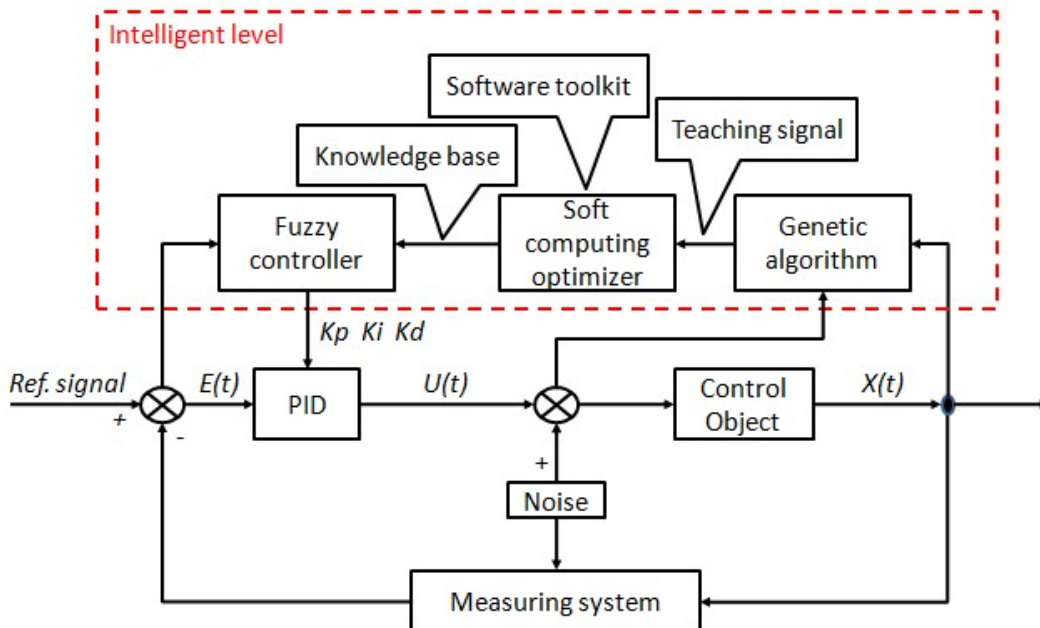 Intelligent level
Software toolkit
Teaching signal
Knowledge base
Fuzzy
controller
Soft
computing
optimizer
Genetic
algorithm
Kp Ki Kd
Ref. signal
+
-
E(t)
PID
U(t)
Control
Object
X(t)
+
Noise
Measuring system